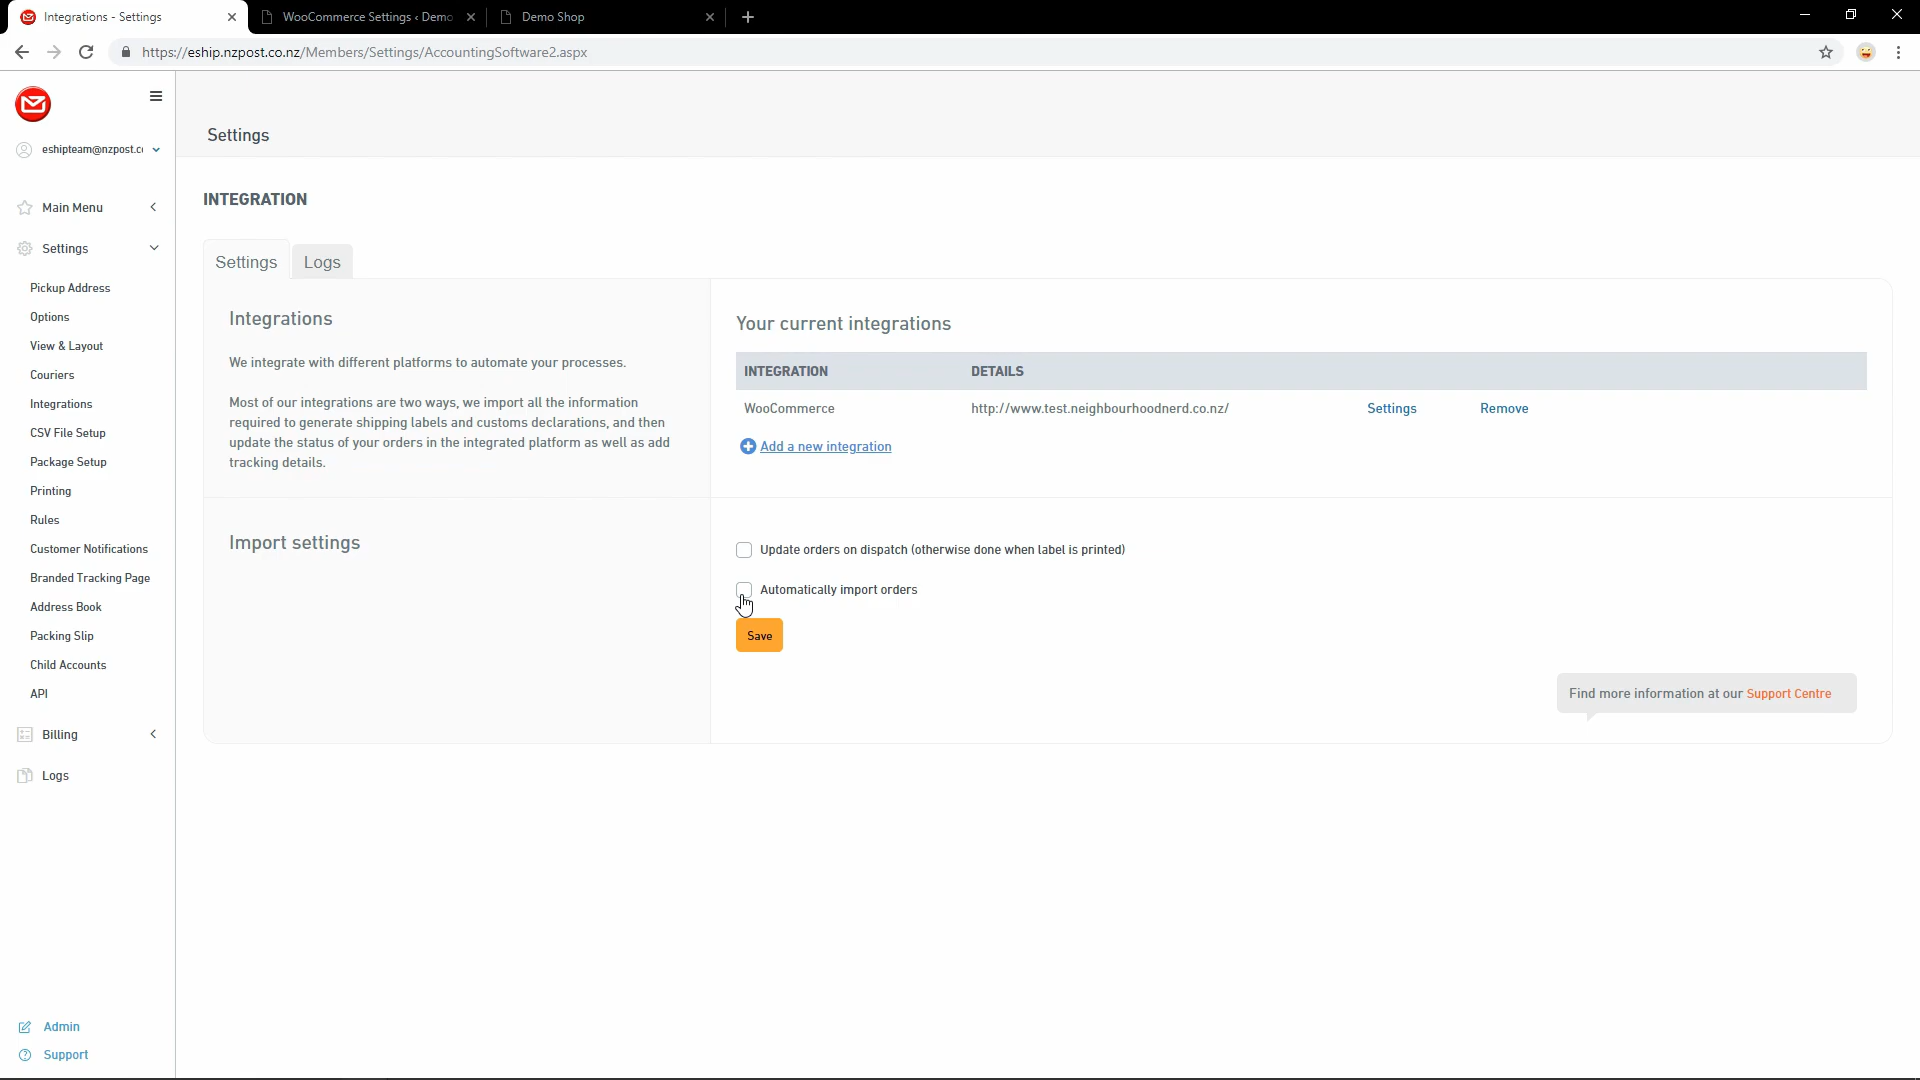 Integrations - Settings
WooCommerce Settings ‹ Demo
Demo Shop
https://eship.nzpost.co.nz/Members/Settings/AccountingSoftware2.aspx
eshipteam@nzpost.co
Settings
Main Menu
Settings
Pickup Address
Options
View & Layout
Couriers
Integrations
CSV File Setup
Package Setup
Printing
Rules
Customer Notifications
Branded Tracking Page
Address Book
Packing Slip
Child Accounts
API
Billing
Logs
Admin
Support
INTEGRATION
Settings
Logs
Integrations
We integrate with different platforms to automate your processes.
Most of our integrations are two ways, we import all the information
required to generate shipping labels and customs declarations, and then
update the status of your orders in the integrated platform as well as add
tracking details.
Your current integrations
INTEGRATION DETAILS
WooCommerce http://www.test.neighbourhoodnerd.co.nz/ Settings Remove
Add a new integration
Import settings
Update orders on dispatch (otherwise done when label is printed)
Automatically import orders
Save
Find more information at our Support Centre